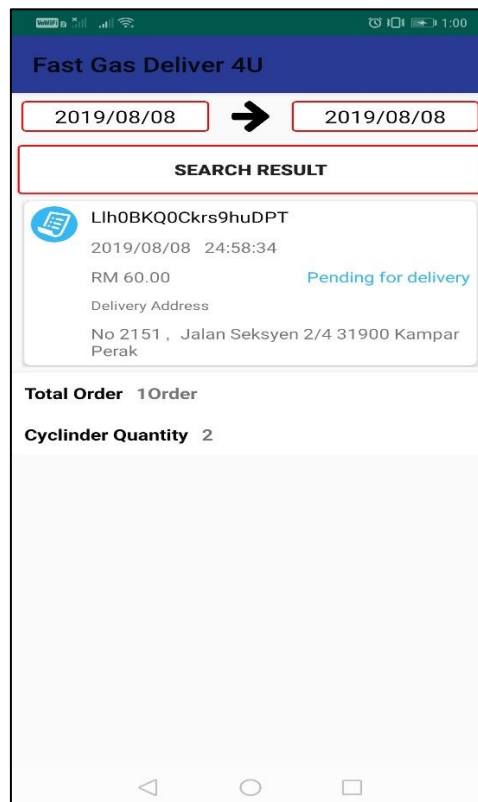 1:00
Fast Gas Deliver 4U
2019/08/08 2019/08/08
SEARCH RESULT
Llh0BKQ0Ckrs9huDPT
2019/08/08 24:58:34
RM 60.00 Pending for delivery
Delivery Address
No 2151 , Jalan Seksyen 2/4 31900 Kampar
Perak
Total Order 1Order
Cyclinder Quantity 2